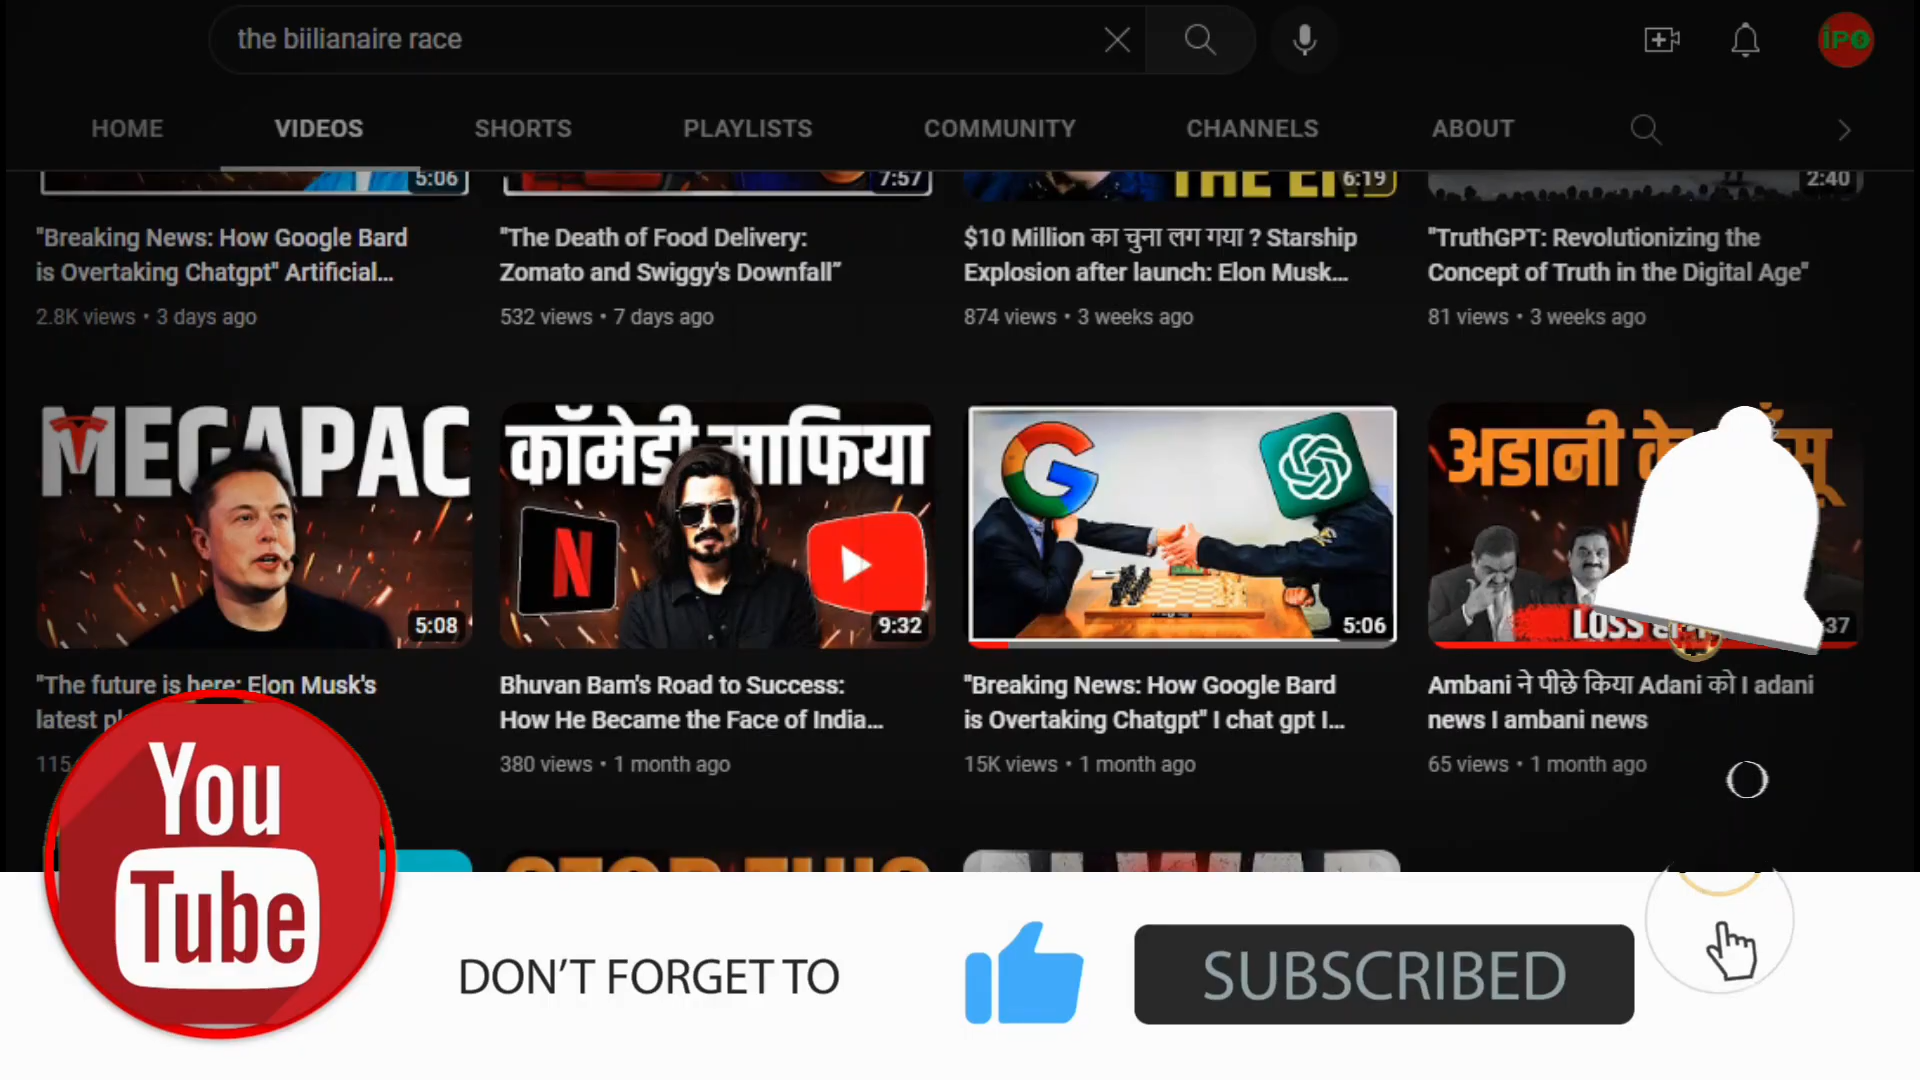 the biilianaire race
IPO
HOME VIDEOS SHORTS PLAYLISTS COMMUNITY CHANNELS ABOUT
5:06 7:57 6:19 2:40
"Breaking News: How Google Bard
is Overtaking Chatgpt" Artificial...
2.8K views • 3 days ago
"The Death of Food Delivery:
Zomato and Swiggy's Downfall”
532 views • 7 days ago
$10 Million का चुना लग गया ? Starship
Explosion after launch: Elon Musk...
874 views • 3 weeks ago
"TruthGPT: Revolutionizing the
Concept of Truth in the Digital Age"
81 views • 3 weeks ago
MEGAPAC
5:08
"The future is here: Elon Musk's
latest
115
कॉमेडी माफिया
N
9:32
Bhuvan Bam's Road to Success:
How He Became the Face of India...
380 views • 1 month ago
G
5:06
"Breaking News: How Google Bard
is Overtaking Chatgpt" I chat gpt I...
15K views • 1 month ago
अडानी
LOSS
:37
Ambani ने पीछे किया Adani को I adani
news I ambani news
65 views • 1 month ago
You
Tube
DON’T FORGET TO
SUBSCRIBED